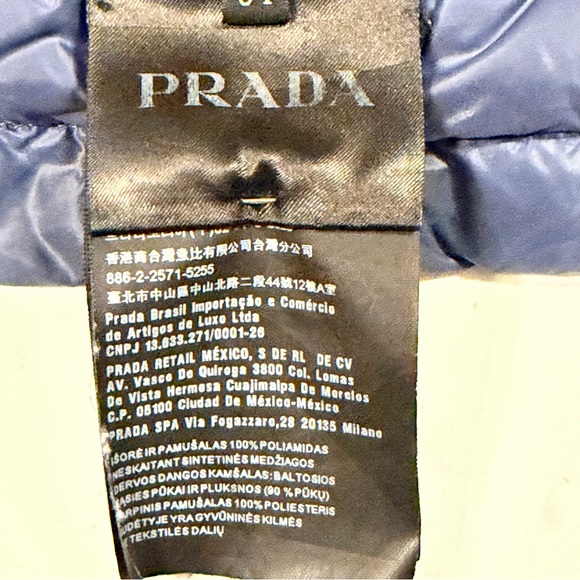 PRADA
香港商台灣魚比有限公司台灣分公司
886-2-2571-5255
臺北市中山區中山北路二段44號12樓A室
Prada Brasil Importação e Comércio
de Artigos de Luxo Ltda
CNPJ 13.633.271/0001-26
PRADA RETAIL MÉXICO, S DE RL DE CV
AV. Vasco De Quiroga 3800 Col. Lomas
De Vista Hermosa Cuajimalpa De Morelos
C.P. 05100 Ciudad De México-México
PRADA SPA Via Fogazzaro,28 20135 Milano
IŠORĖ IR PAMUŠALAS 100% POLIAMIDAS
NESKAITANT SINTETINĖS MEDŽIAGOS
DERVOS DANGOS KAMŠALAS: BALTOSIOS
ŽĄSIES PŪKAI IR PLUKSNOS (90 % PŪKŲ)
TARPINIS PAMUŠALAS 100% POLIESTERIS
SUDĖTYJE YRA GYVŪNINĖS KILMĖS
TEKSTILĖS DALIŲ